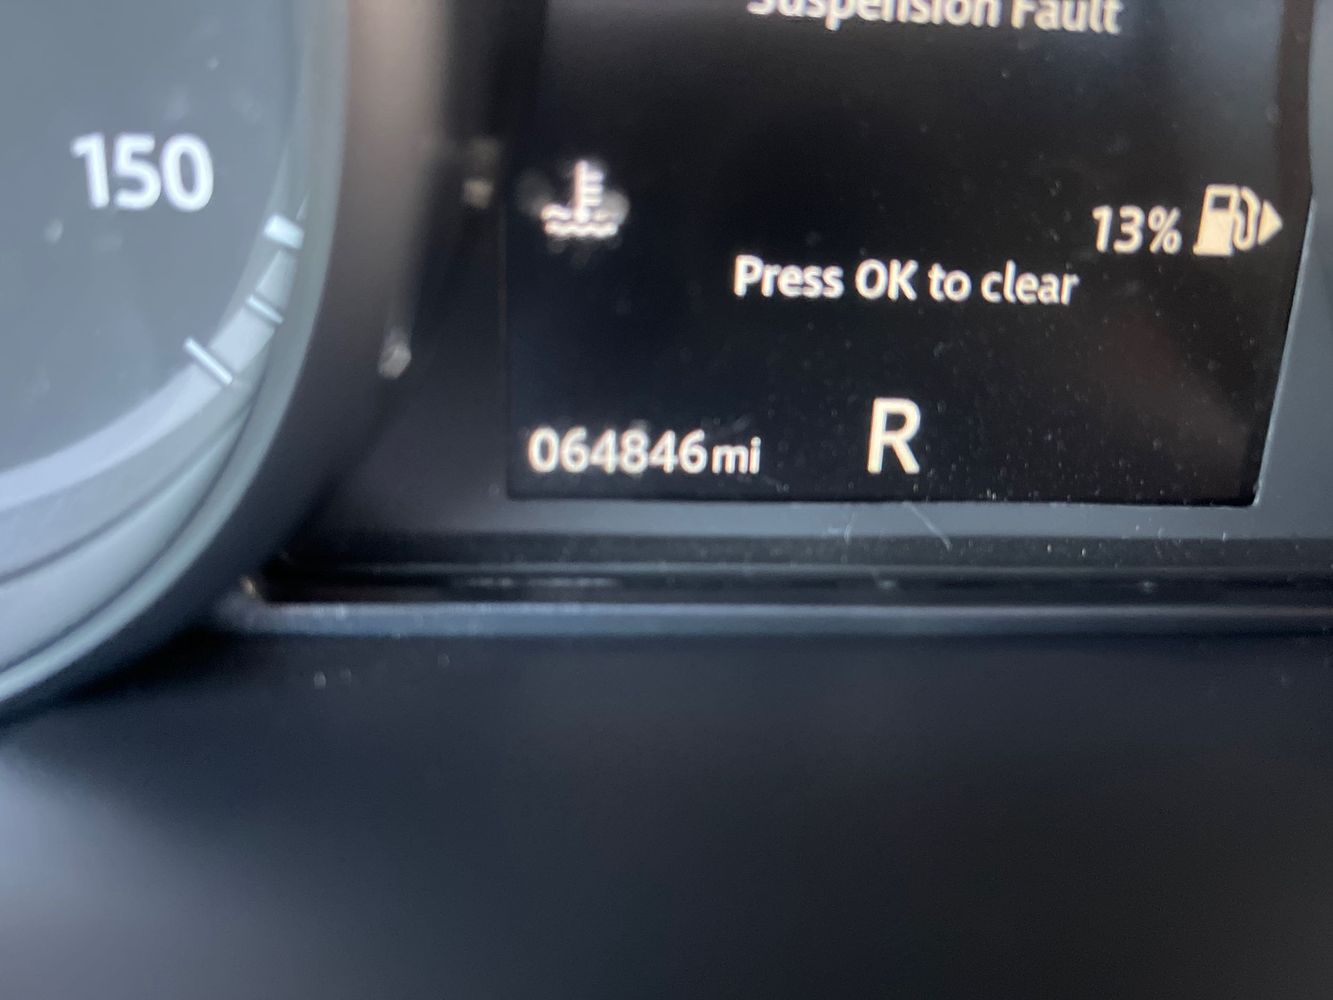 Suspension Fault
150
13%
Press OK to clear
064846mi
R